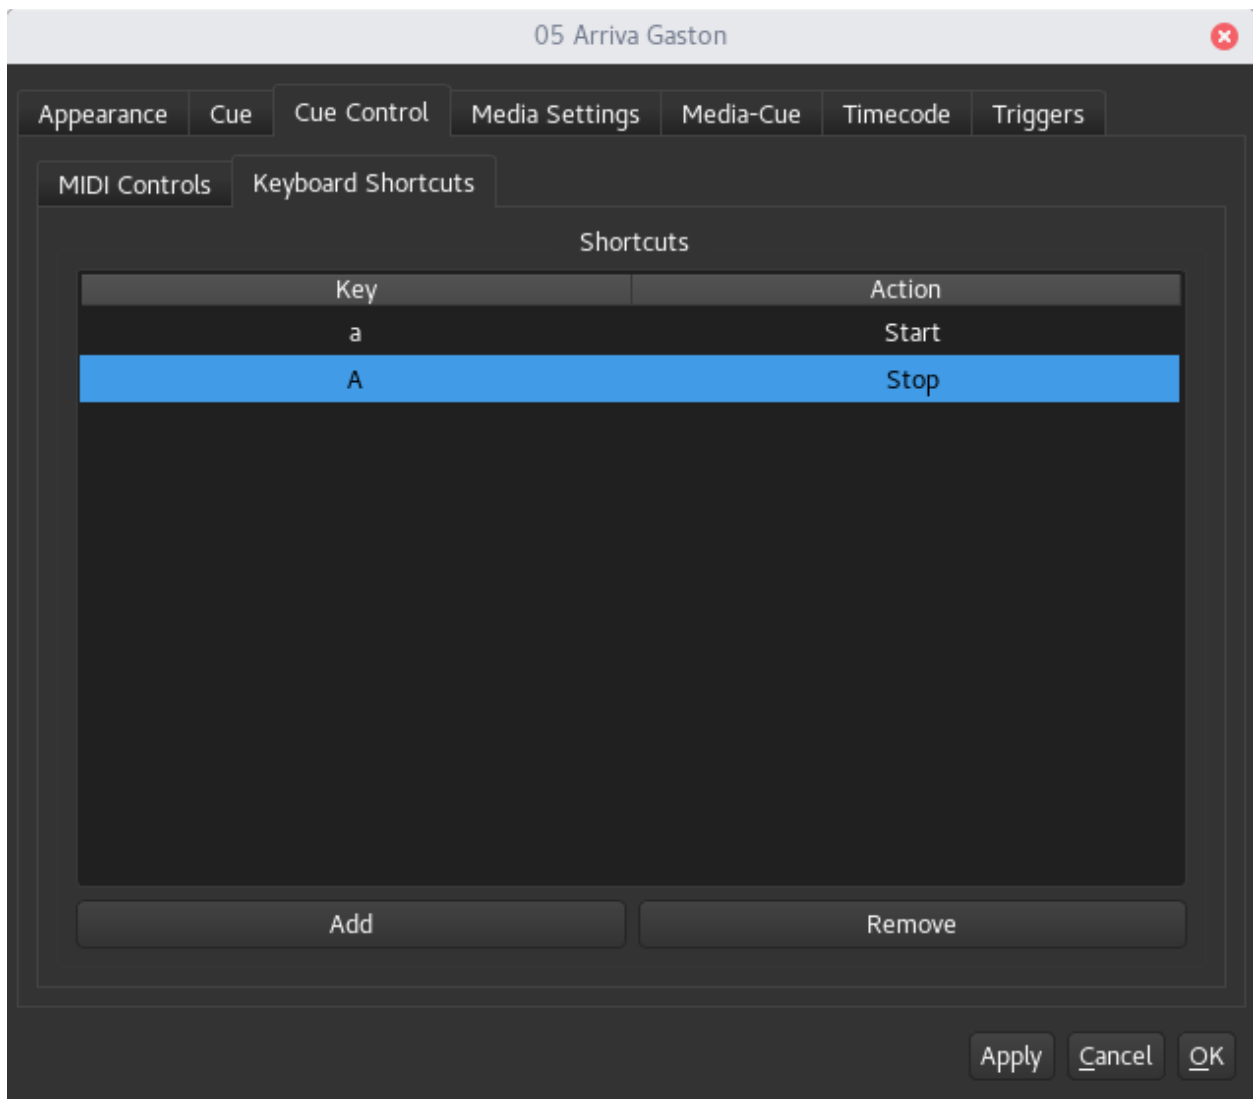 05 Arriva Gaston
Appearance Cue Cue Control Media Settings Media-Cue Timecode Triggers
MIDI Controls Keyboard Shortcuts
Shortcuts
Key Action
a Start
A Stop
Add Remove
Apply Cancel OK